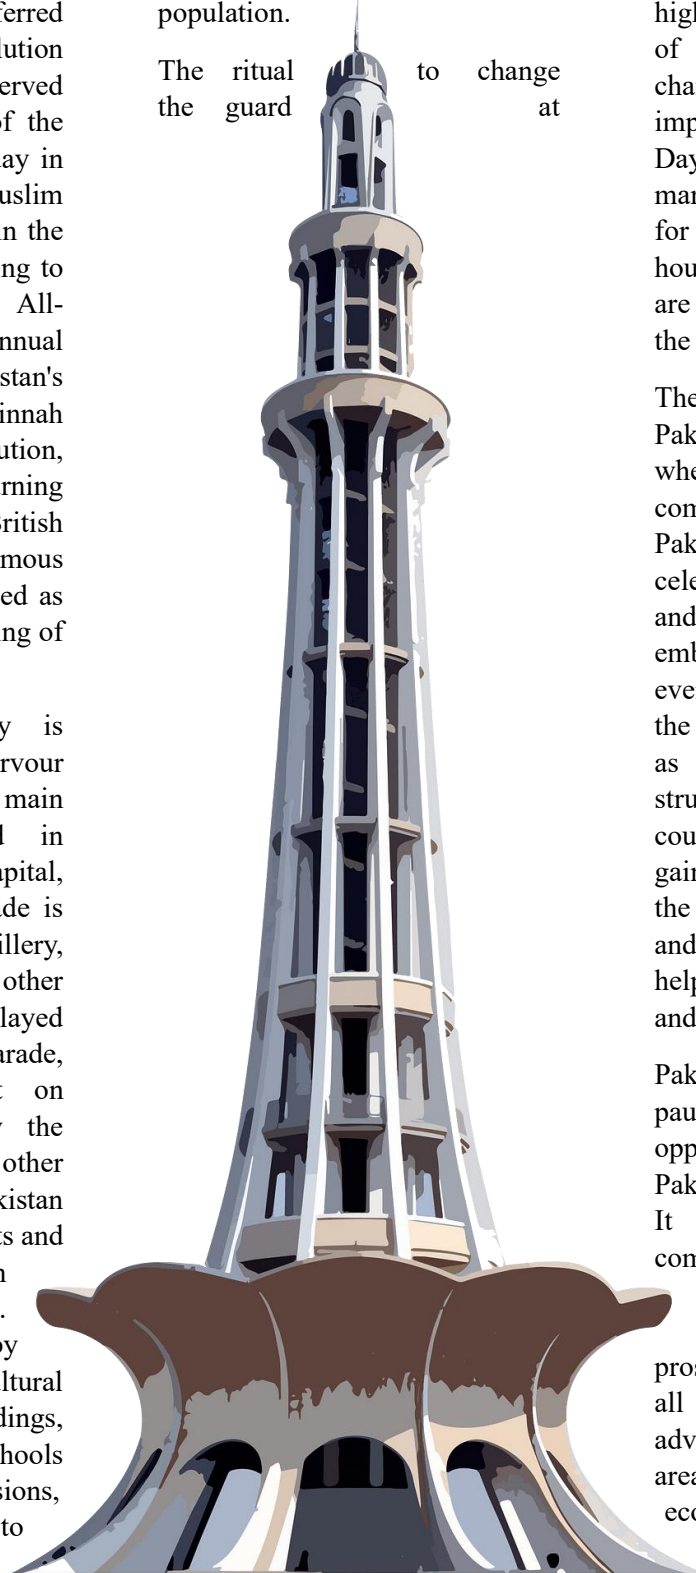 ferred
lution
erved
of the
ay in
uslim
in the
ng to
All-
nnual
stan's
innah
ution,
rning
British
mous
ed as
ng of
y is
rvour
main
d in
apital,
de is
illery,
other
layed
arade,
t on
the
other
kistan
ts and
n
.
by
ltural
dings,
hools
sions,
to
population.
The ritual to change
the guard at
high
of
cha
imp
Day
mar
for
hou
are
the
The
Pak
whe
com
Pak
cele
and
emb
eve
the
as
stru
cou
gain
the
and
help
and
Pak
pau
opp
Pak
It
com
pros
all
adv
area
eco